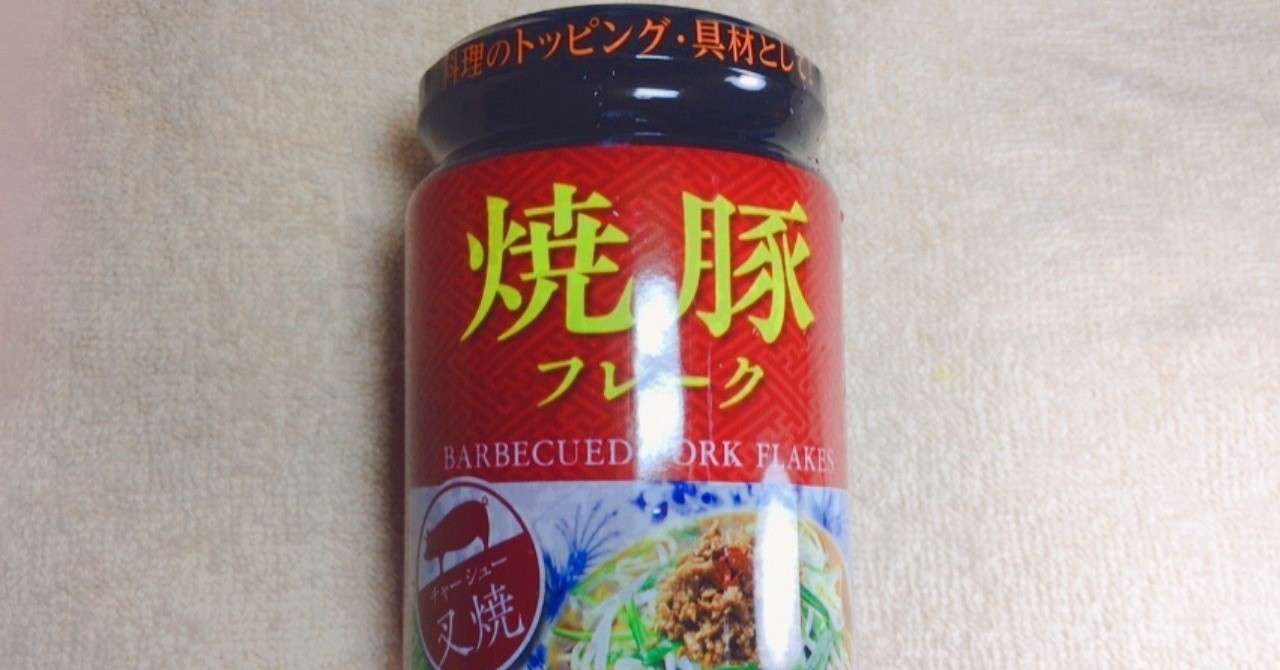 料理のトッピング・具材として!
焼豚
フレーク
BARBECUED PORK FLAKES
チャーシュー
叉焼